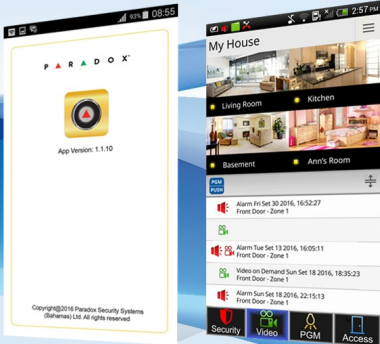 93% 08:55
PARADOX™
App Version: 1.1.10
Copyright@2016 Paradox Security Systems
(Bahamas) Ltd. All rights reserved
2:57 PM
My House
Living Room
Kitchen
Basement
Ann's Room
PGM
PUSH
Alarm Fri Set 30 2016, 16:52:27
Front Door - Zone 1
Alarm Tue Set 13 2016, 16:05:11
Front Door - Zone 1
Video on Demand Sun Set 18 2016, 18:35:23
Front Door - Zone 1
Alarm Sun Set 18 2016, 22:15:13
Front Door - Zone 1
Security
Video
PGM
Access